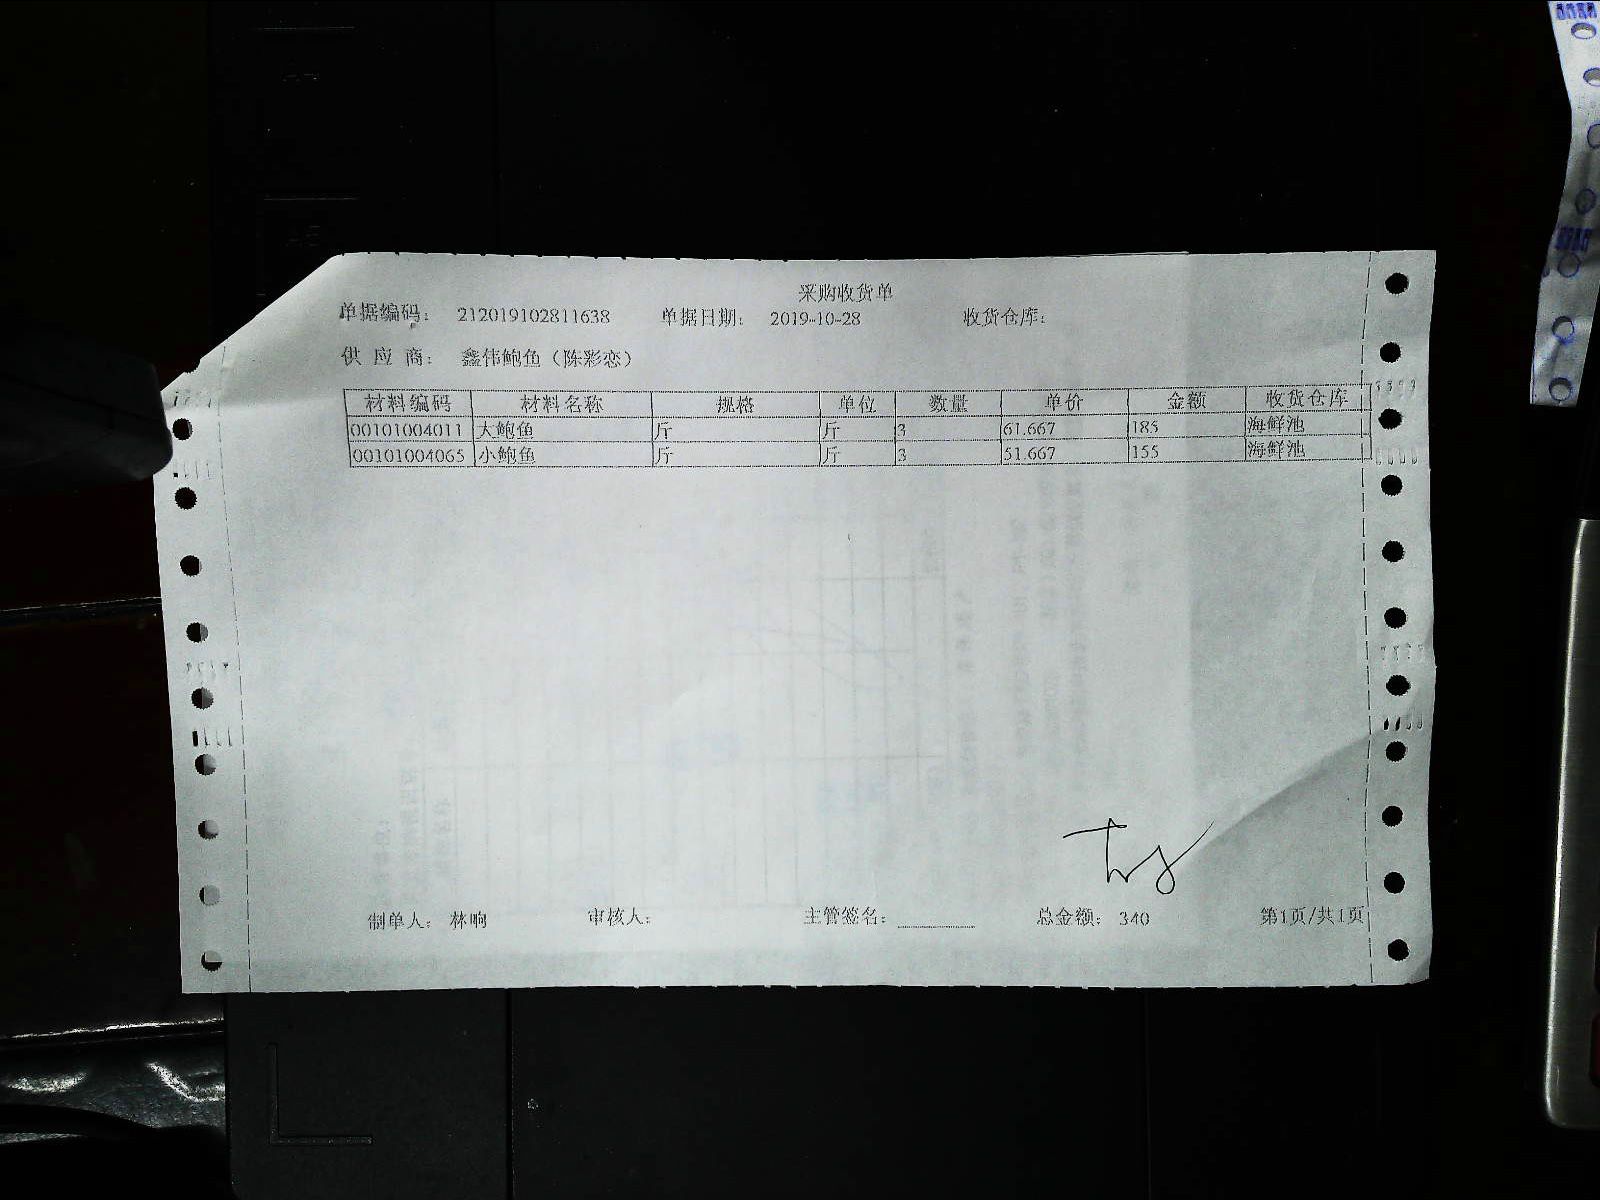 采购收货单
单据编码： 212019102811638 单据日期： 2019-10-28 收货仓库：
供 应 商： 鑫伟鲍鱼（陈彩恋）
材料编码 材料名称 规格 单位 数量 单价 金额 收货仓库
00101004011 大鲍鱼 斤 斤 3 61.667 185 海鲜池
00101004065 小鲍鱼 斤 斤 3 51.667 155 海鲜池
制单人： 林晌 审核人： 主管签名： 总金额： 340 第1页/共1页